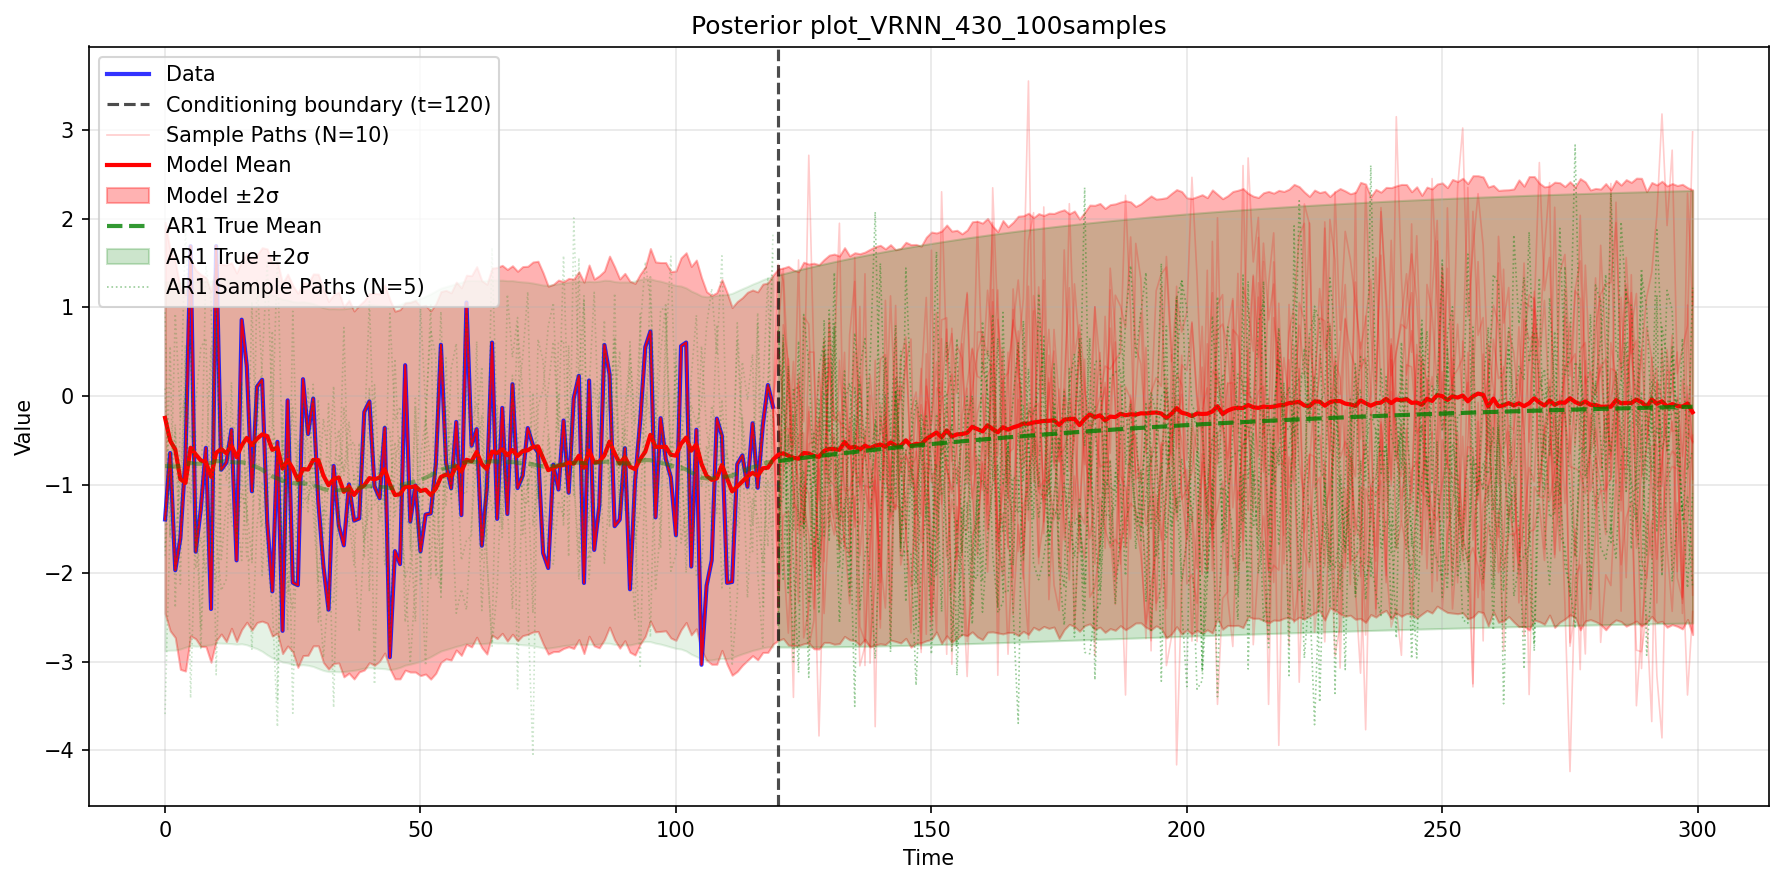 Posterior plot_VRNN_430_100samples
Data
Conditioning boundary (t=120)
Sample Paths (N=10)
Model Mean
Model ±2σ
AR1 True Mean
AR1 True ±2σ
AR1 Sample Paths (N=5)
3
2
1
0
−1
−2
−3
−4
Value
0 50 100 150 200 250 300
Time